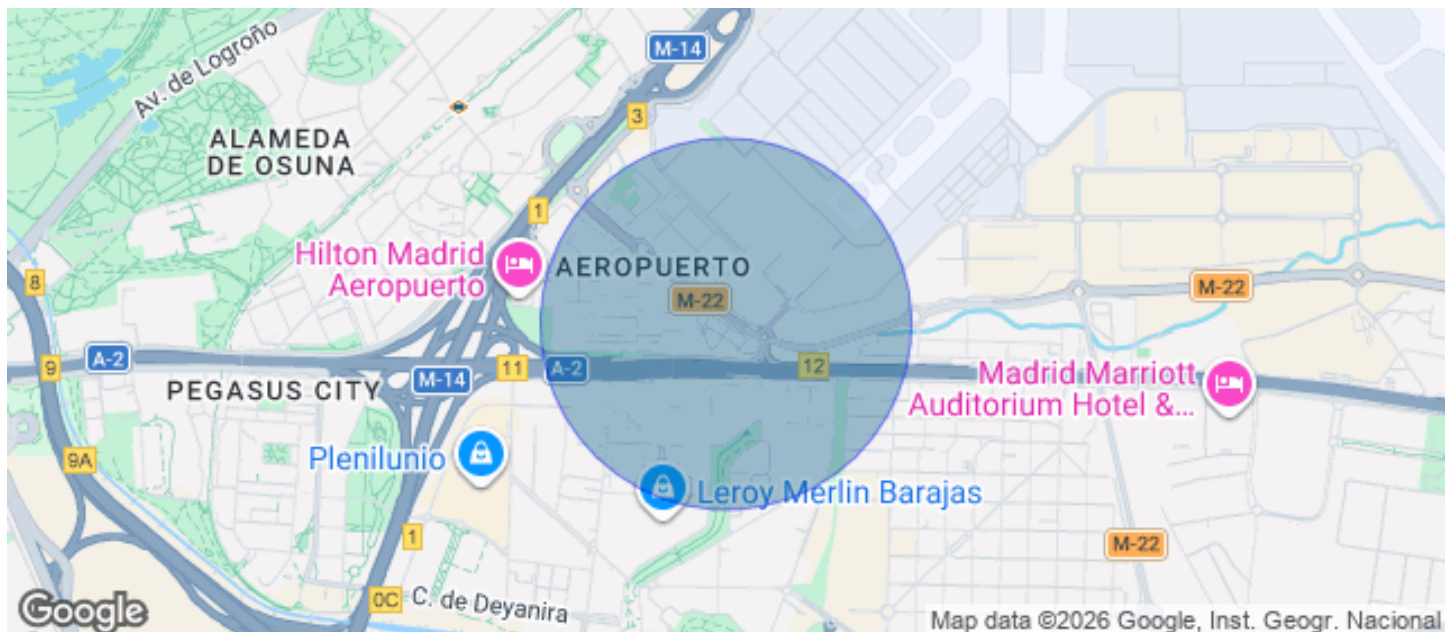 M-14
Av. de Logroño
3
ALAMEDA
DE OSUNA
1
Hilton Madrid
Aeropuerto
AEROPUERTO
8
M-22
M-22
9
A-2
11
A-2
12
M-14
PEGASUS CITY
Madrid Marriott
Auditorium Hotel &...
9A
Plenilunio
Leroy Merlin Barajas
1
M-22
0C
C. de Deyanira
Google
Map data ©2026 Google, Inst. Geogr. Nacional